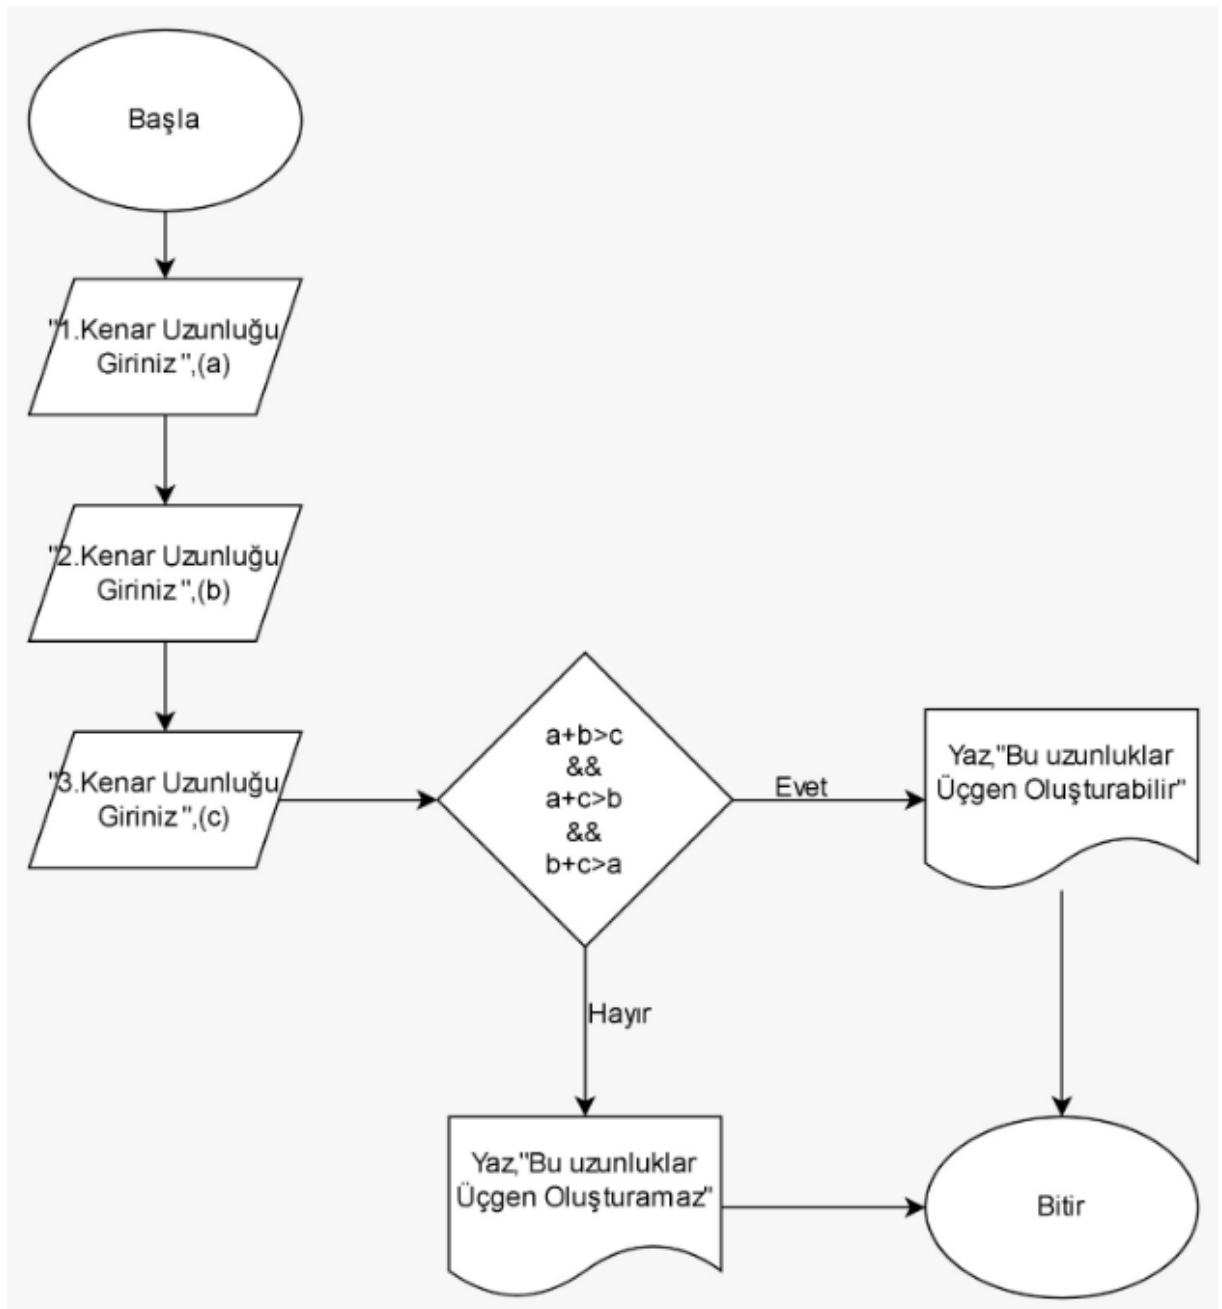 Başla
"1.Kenar Uzunluğu
Giriniz",(a)
"2.Kenar Uzunluğu
Giriniz",(b)
"3.Kenar Uzunluğu
Giriniz",(c)
a+b>c
&&
a+c>b
&&
b+c>a
Evet
Yaz,"Bu uzunluklar
Üçgen Oluşturabilir"
Hayır
Yaz,"Bu uzunluklar
Üçgen Oluşturamaz"
Bitir